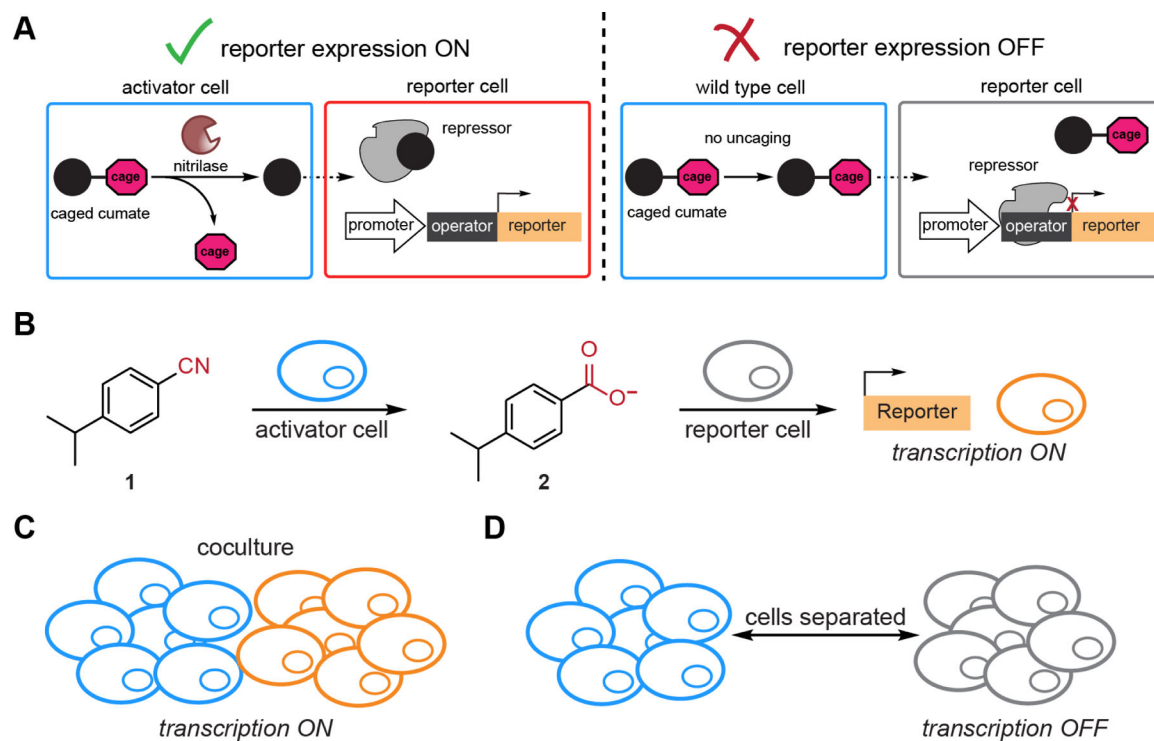 A
reporter expression ON
reporter expression OFF
activator cell
reporter cell
wild type cell
reporter cell
cage
nitrilase
caged cumate
cage
repressor
promoter
operator
reporter
no uncaging
cage
cage
caged cumate
cage
repressor
x
promoter
operator
reporter
B
CN
1
activator cell
O
O−
2
reporter cell
Reporter
transcription ON
C
coculture
transcription ON
D
cells separated
transcription OFF